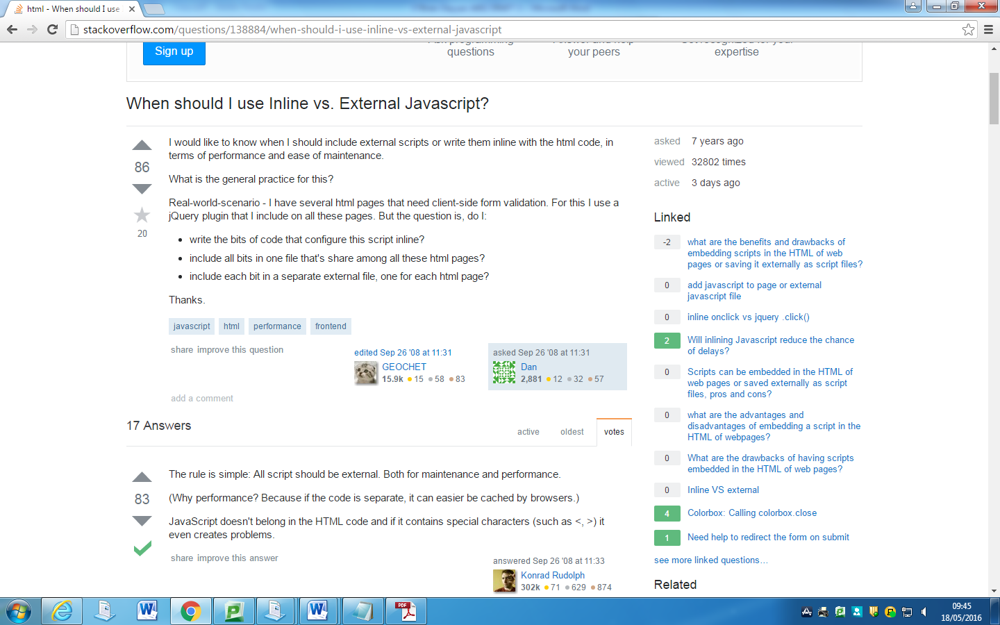 html - When should I use
stackoverflow.com/questions/138884/when-should-i-use-inline-vs-external-javascript
Sign up
Ask programming
questions
Answer and help
your peers
Get recognized for your
expertise
When should I use Inline vs. External Javascript?
86
20
I would like to know when I should include external scripts or write them inline with the html code, in
terms of performance and ease of maintenance.
What is the general practice for this?
Real-world-scenario - I have several html pages that need client-side form validation. For this I use a
jQuery plugin that I include on all these pages. But the question is, do I:
• write the bits of code that configure this script inline?
• include all bits in one file that's share among all these html pages?
• include each bit in a separate external file, one for each html page?
Thanks.
javascript html performance frontend
share improve this question
edited Sep 26 '08 at 11:31
GEOCHET
15.9k 15 58 83
asked Sep 26 '08 at 11:31
Dan
2,881 12 32 57
add a comment
17 Answers
active oldest votes
83
The rule is simple: All script should be external. Both for maintenance and performance.
(Why performance? Because if the code is separate, it can easier be cached by browsers.)
JavaScript doesn't belong in the HTML code and if it contains special characters (such as <, >) it
even creates problems.
share improve this answer
answered Sep 26 '08 at 11:33
Konrad Rudolph
302k 71 629 874
asked 7 years ago
viewed 32802 times
active 3 days ago
Linked
-2 what are the benefits and drawbacks of
embedding scripts in the HTML of web
pages or saving it externally as script files?
0 add javascript to page or external
javascript file
0 inline onclick vs jquery .click()
2 Will inlining Javascript reduce the chance
of delays?
0 Scripts can be embedded in the HTML of
web pages or saved externally as script
files, pros and cons?
0 what are the advantages and
disadvantages of embedding a script in the
HTML of webpages?
0 What are the drawbacks of having scripts
embedded in the HTML of web pages?
0 Inline VS external
4 Colorbox: Calling colorbox.close
1 Need help to redirect the form on submit
see more linked questions…
Related
PDF
09:45
18/05/2016